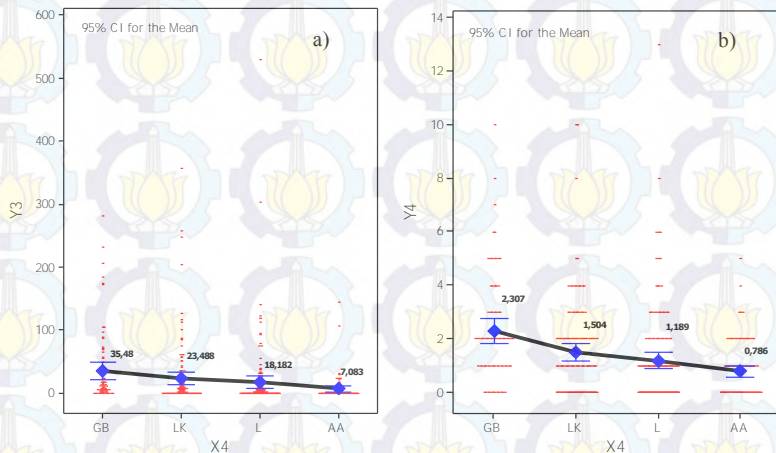 95% CI for the Mean
a)
600
500
400
300
200
100
0
Y3
35,48
23,488
18,182
7,083
GB LK L AA
X4
95% CI for the Mean
b)
14
12
10
8
6
4
2
0
Y4
2,307
1,504
1,189
0,786
GB LK L AA
X4